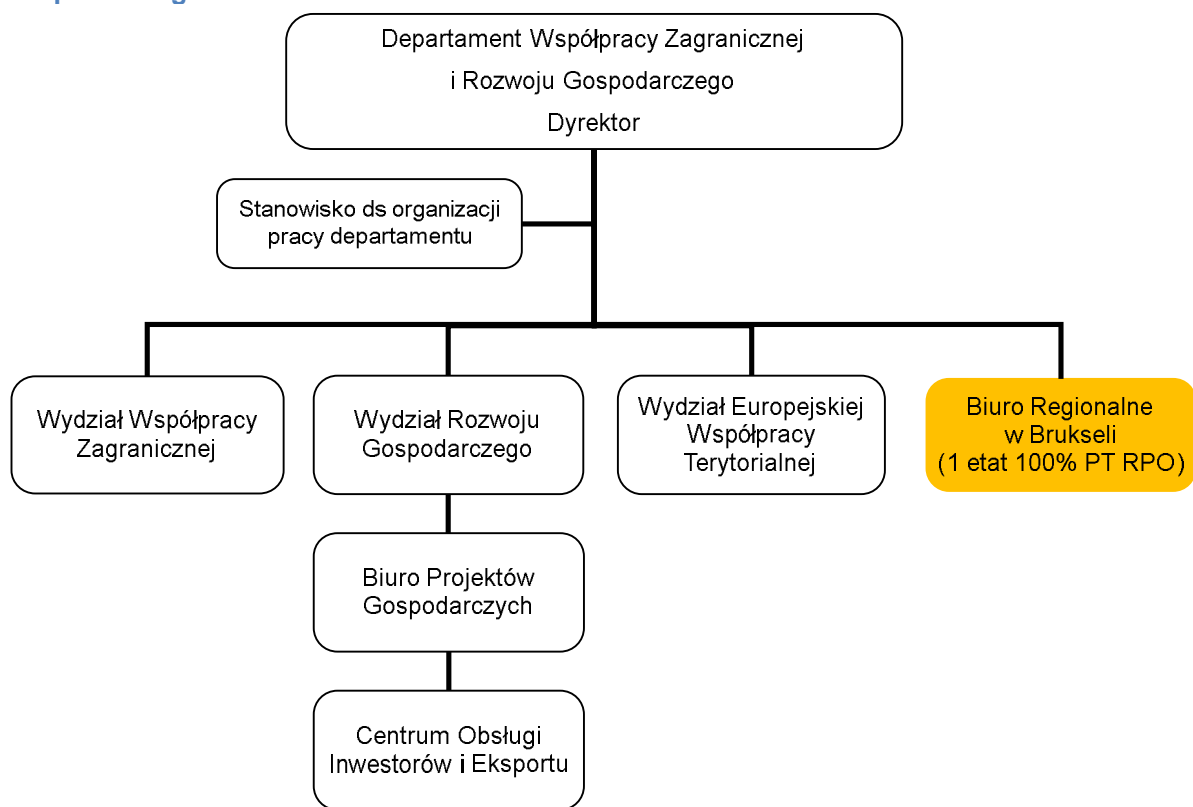 Departament Współpracy Zagranicznej
i Rozwoju Gospodarczego
Dyrektor
Stanowisko ds organizacji
pracy departamentu
Wydział Współpracy
Zagranicznej
Wydział Rozwoju
Gospodarczego
Wydział Europejskiej
Współpracy
Terytorialnej
Biuro Regionalne
w Brukseli
(1 etat 100% PT RPO)
Biuro Projektów
Gospodarczych
Centrum Obsługi
Inwestorów i Eksportu